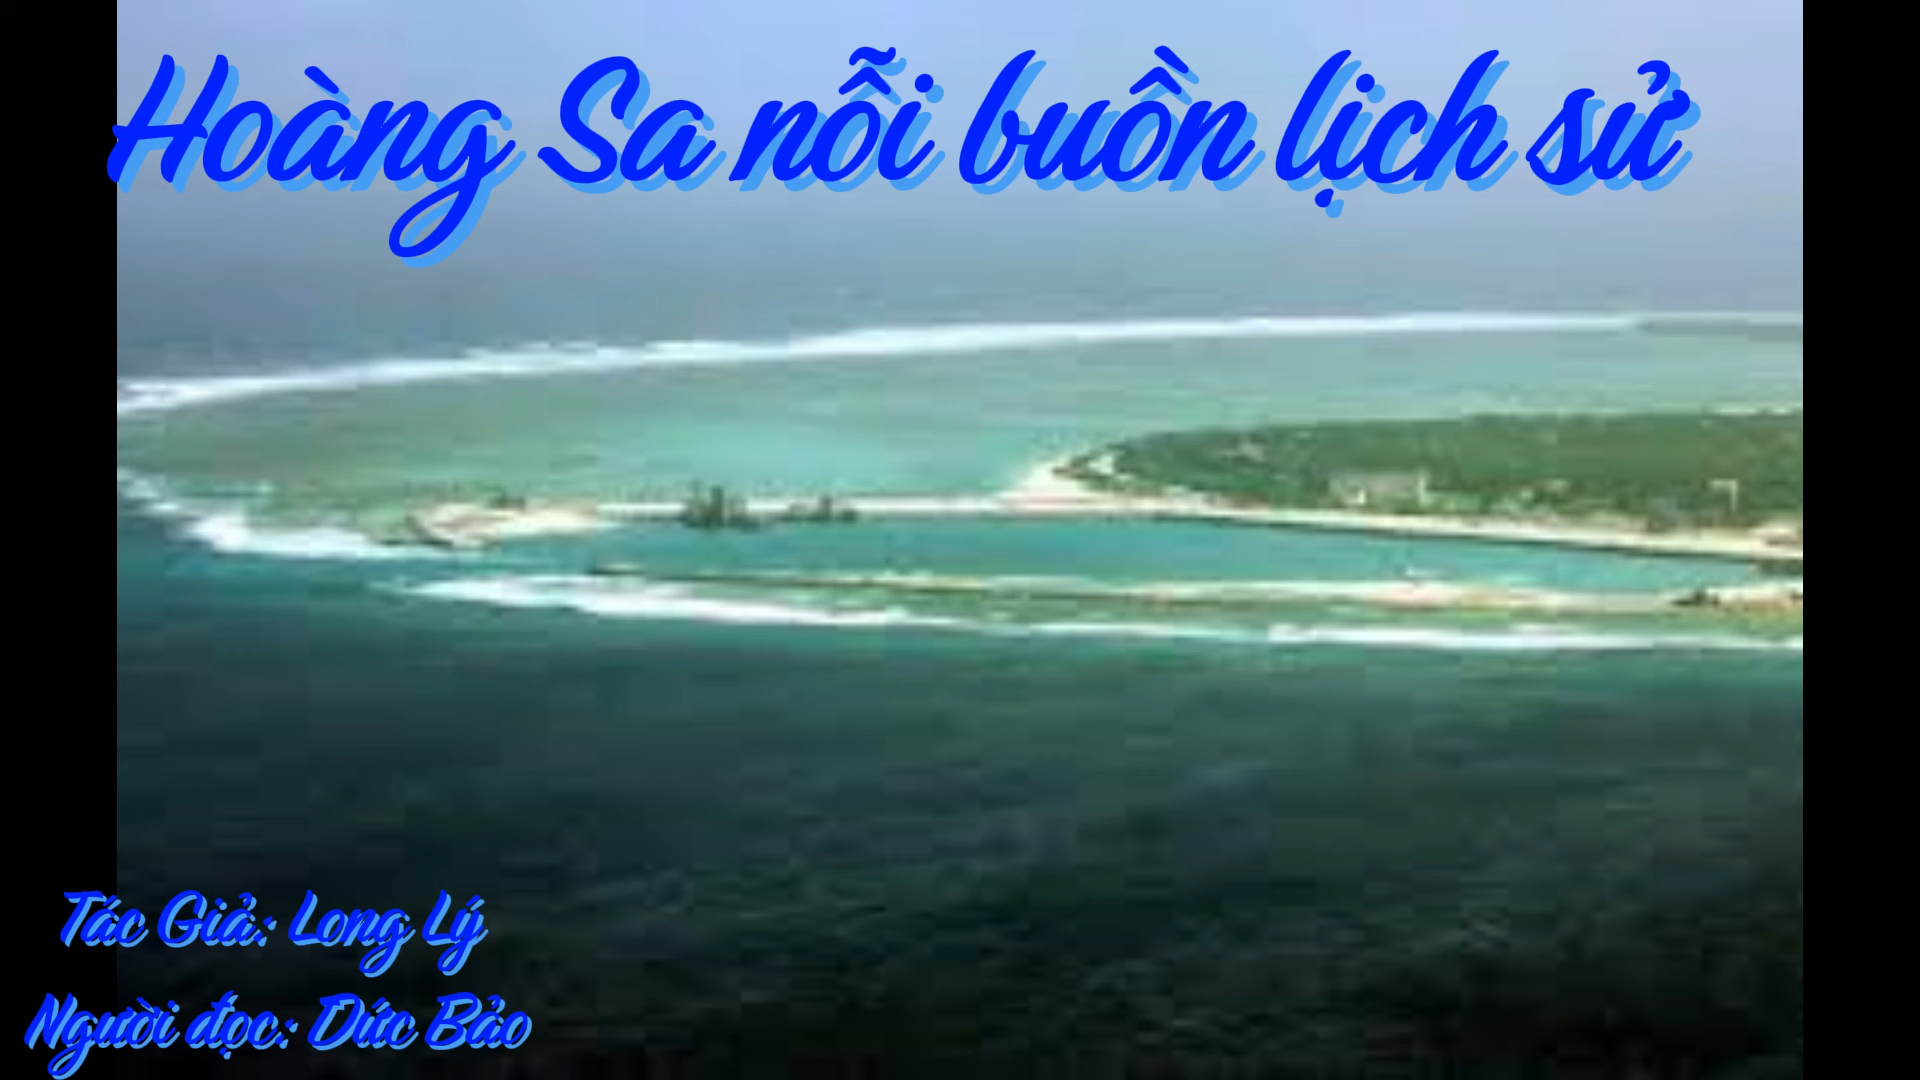 Hoàng Sa nỗi buồn lịch sử
Tác Giả: Long Lý
Người đọc: Đức Bảo